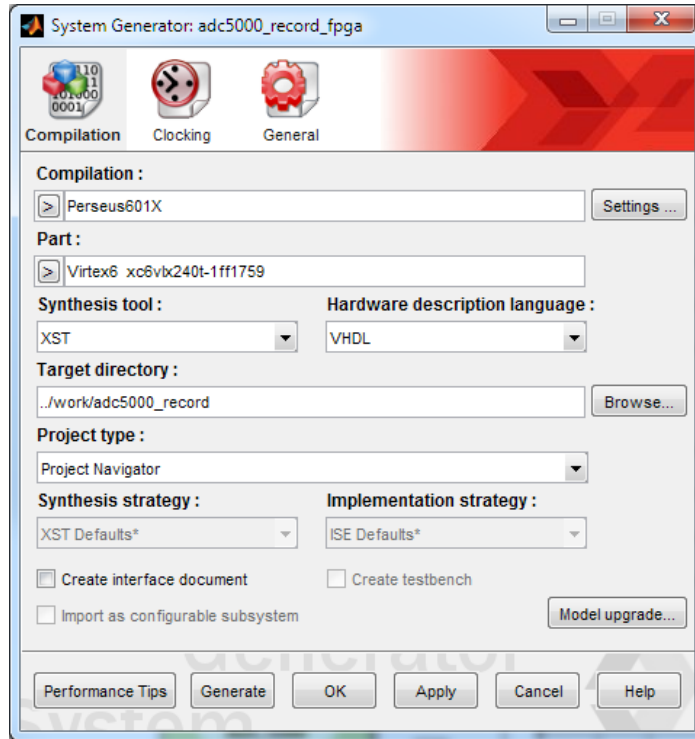 System Generator: adc5000_record_fpga
Compilation Clocking General
Compilation :
> Perseus601X Settings ...
Part :
> Virtex6 xc6vlx240t-1ff1759
Synthesis tool : Hardware description language :
XST VHDL
Target directory :
../work/adc5000_record Browse...
Project type :
Project Navigator
Synthesis strategy : Implementation strategy :
XST Defaults* ISE Defaults*
Create interface document Create testbench
Import as configurable subsystem Model upgrade...
Generator
Performance Tips Generate OK Apply Cancel Help
System